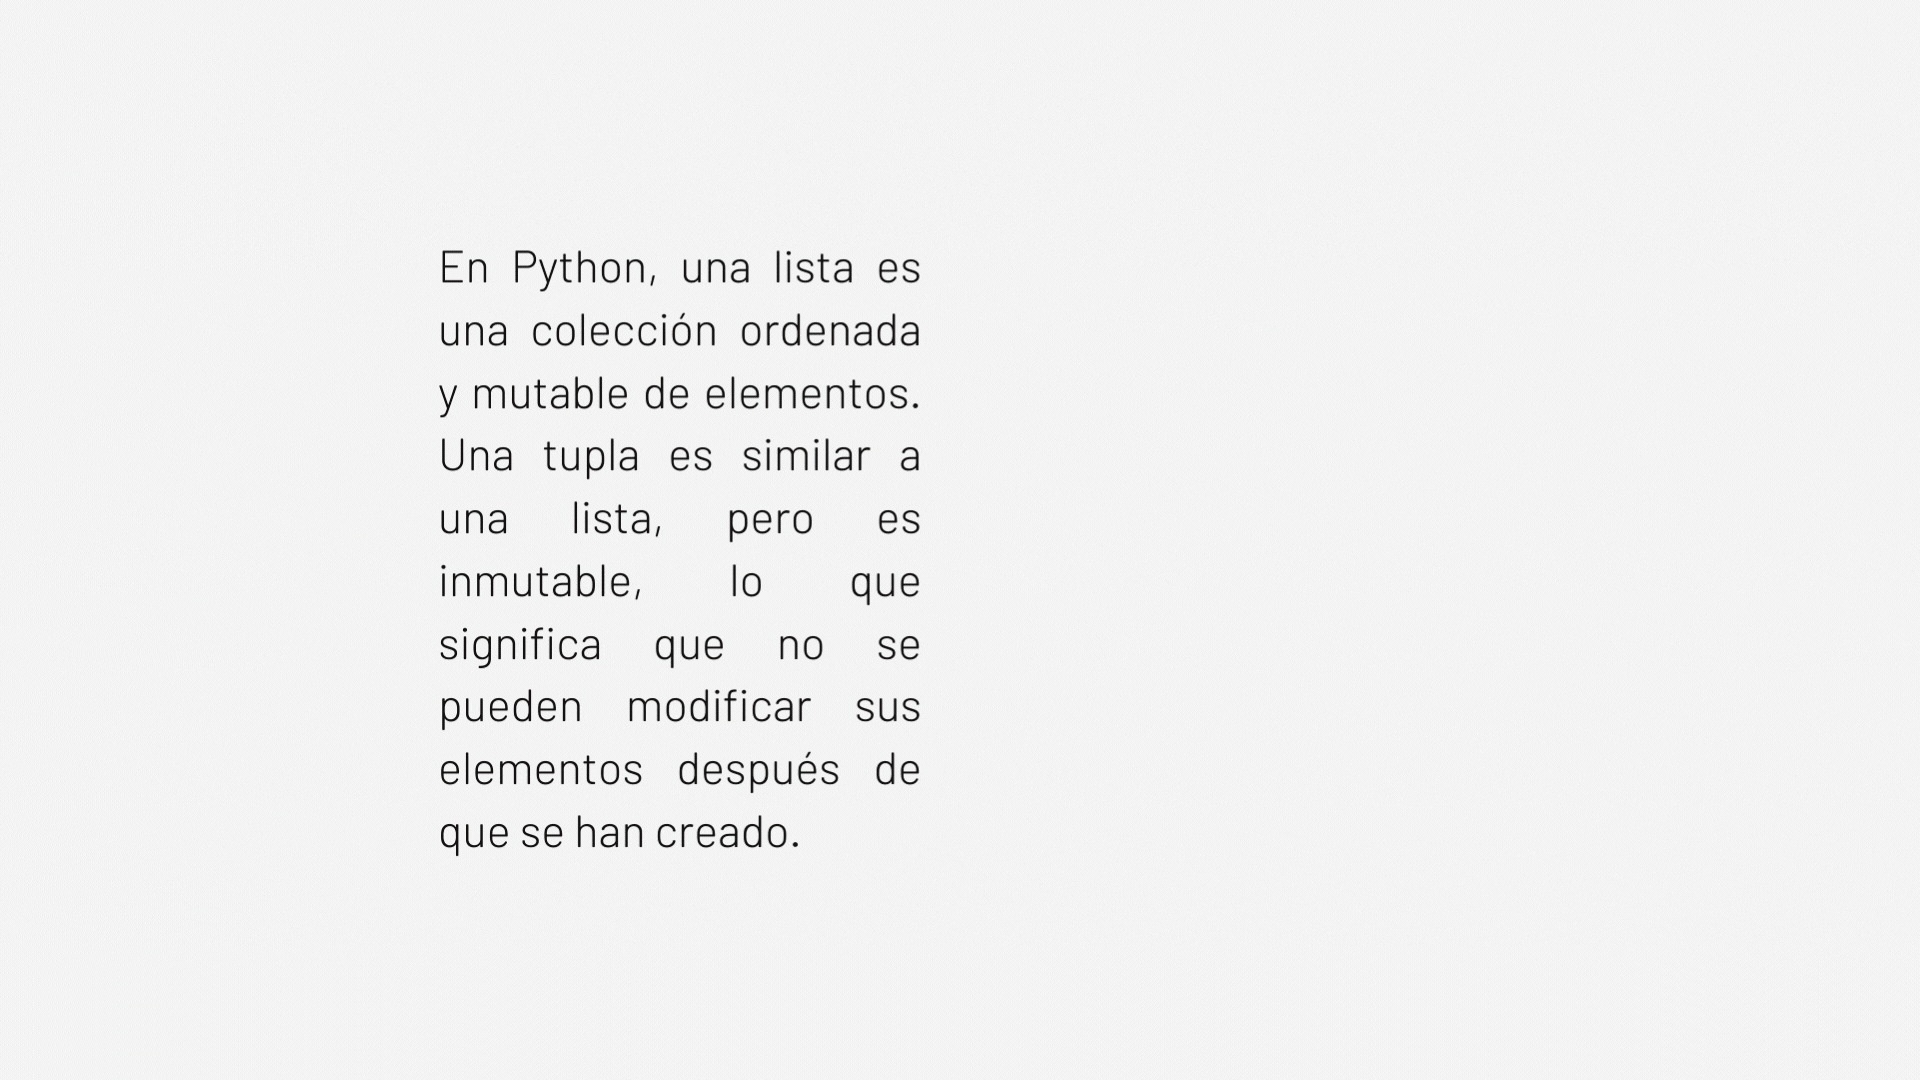 En Python, una lista es
una colección ordenada
y mutable de elementos.
Una tupla es similar a
una lista, pero es
inmutable, lo que
significa que no se
pueden modificar sus
elementos después de
que se han creado.